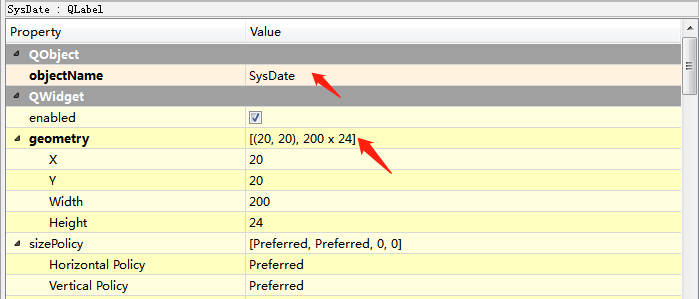 SysDate : QLabel
Property Value
QObject
objectName SysDate
QWidget
enabled
geometry [(20, 20), 200 x 24]
X 20
Y 20
Width 200
Height 24
sizePolicy [Preferred, Preferred, 0, 0]
Horizontal Policy Preferred
Vertical Policy Preferred